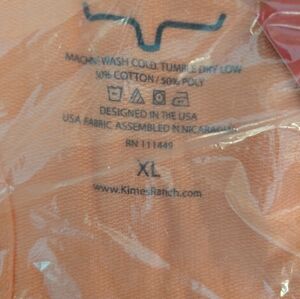 MACHINE WASH COLD, TUMBLE DRY LOW
50% COTTON / 50% POLY
DESIGNED IN THE USA
USA FABRIC, ASSEMBLED IN NICARAGUA
RN 111449
XL
www.KimesRanch.com